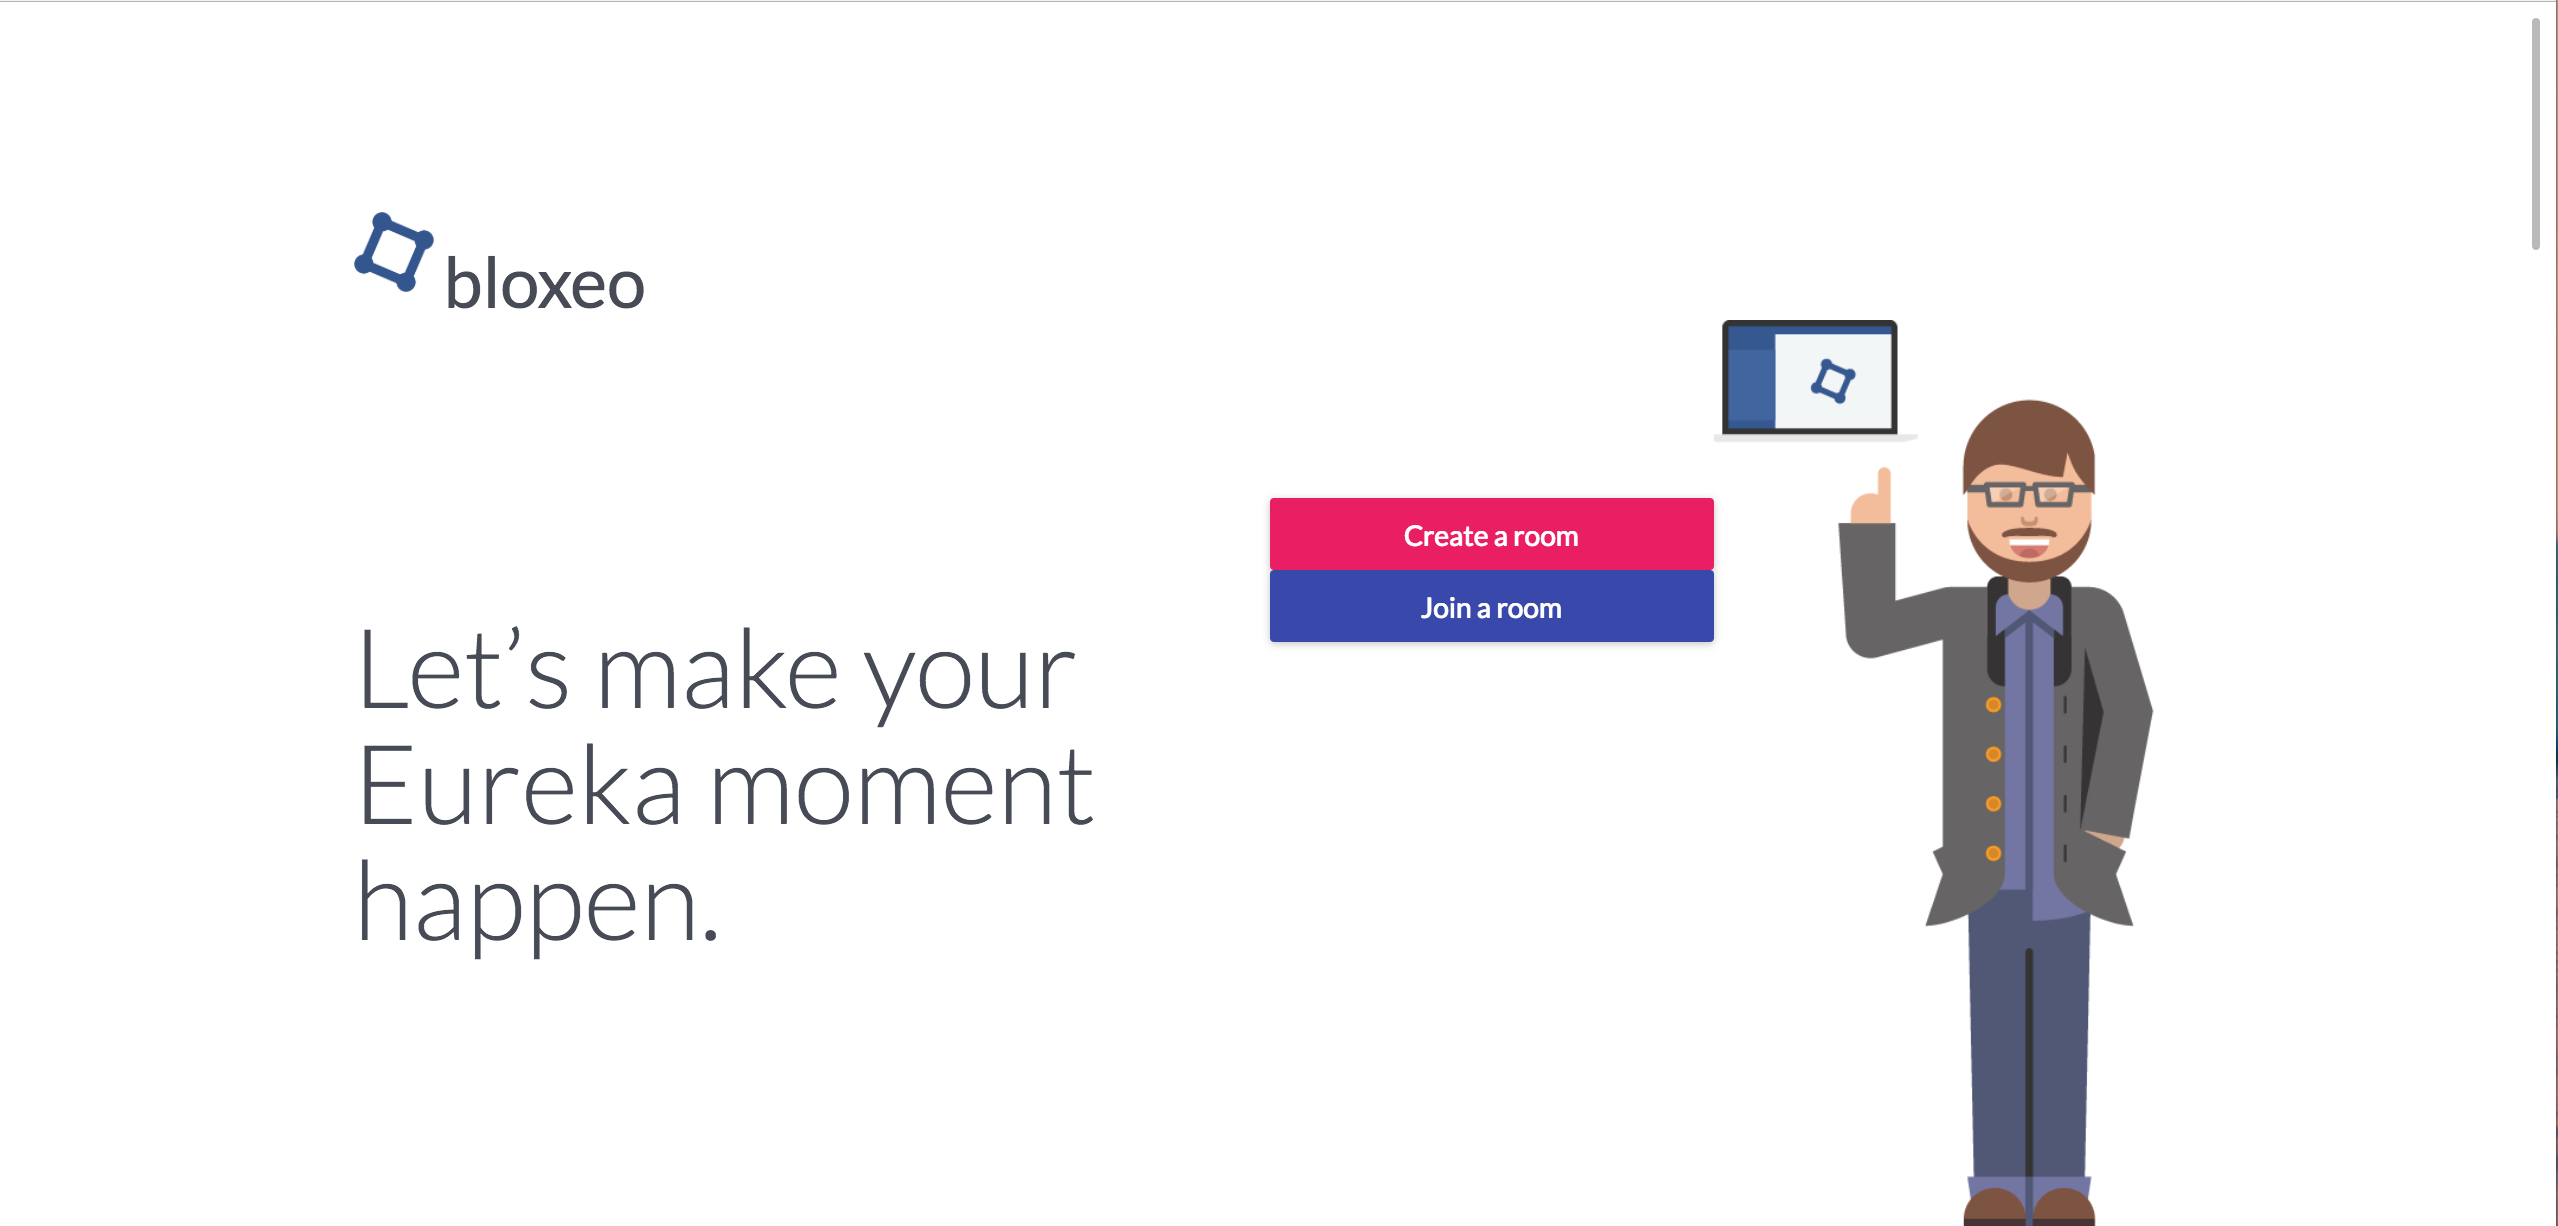 bloxeo
Create a room
Join a room
Let’s make your
Eureka moment
happen.